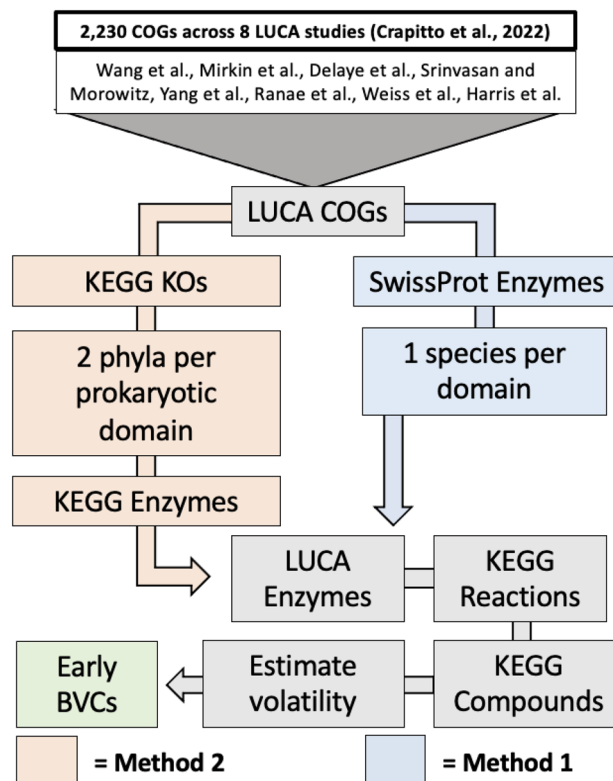 2,230 COGs across 8 LUCA studies (Crapitto et al., 2022)
Wang et al., Mirkin et al., Delaye et al., Srinvasan and
Morowitz, Yang et al., Ranae et al., Weiss et al., Harris et al.
LUCA COGs
KEGG KOs
SwissProt Enzymes
2 phyla per
prokaryotic
domain
1 species per
domain
KEGG Enzymes
LUCA
Enzymes
KEGG
Reactions
Early
BVCs
Estimate
volatility
KEGG
Compounds
= Method 2
= Method 1